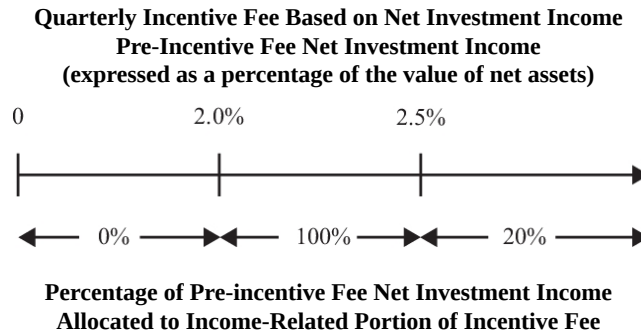 Quarterly Incentive Fee Based on Net Investment Income
Pre-Incentive Fee Net Investment Income
(expressed as a percentage of the value of net assets)
0 2.0% 2.5%
0% 100% 20%
Percentage of Pre-incentive Fee Net Investment Income
Allocated to Income-Related Portion of Incentive Fee